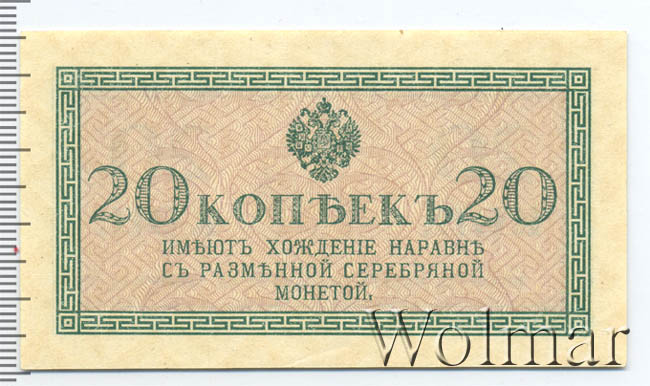 20 КОПѢЕКЪ 20
ИМѢЮТЪ ХОЖДЕНІЕ НАРАВНѢ
СЪ РАЗМѢННОЙ СЕРЕБРЯНОЙ
МОНЕТОЙ.
Wolmar